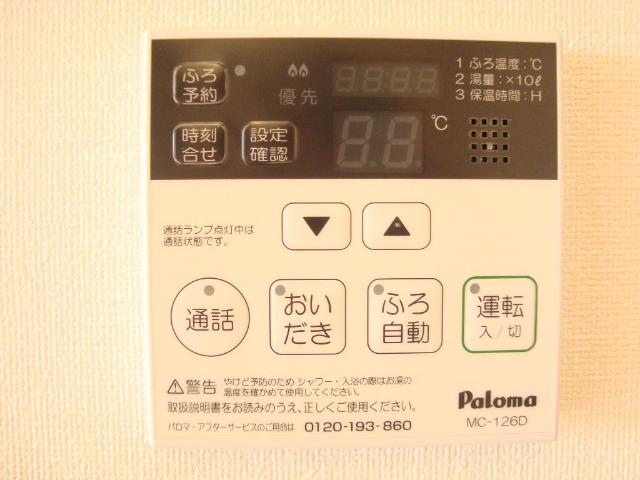 ふろ
予約
優先
88:88
1 ふろ温度：℃
2 湯量：×10ℓ
3 保温時間：H
時刻
合せ
設定
確認
88
℃
通話ランプ点灯中は
通話状態です。
▼
▲
通話
おい
だき
ふろ
自動
運転
入/切
警告
やけど予防のため シャワー・入浴の際はお湯の
温度を確かめて使用してください。
取扱説明書をお読みのうえ、正しくご使用ください。
パロマ・アフターサービスのご用命は 0120-193-860
Paloma
MC-126D